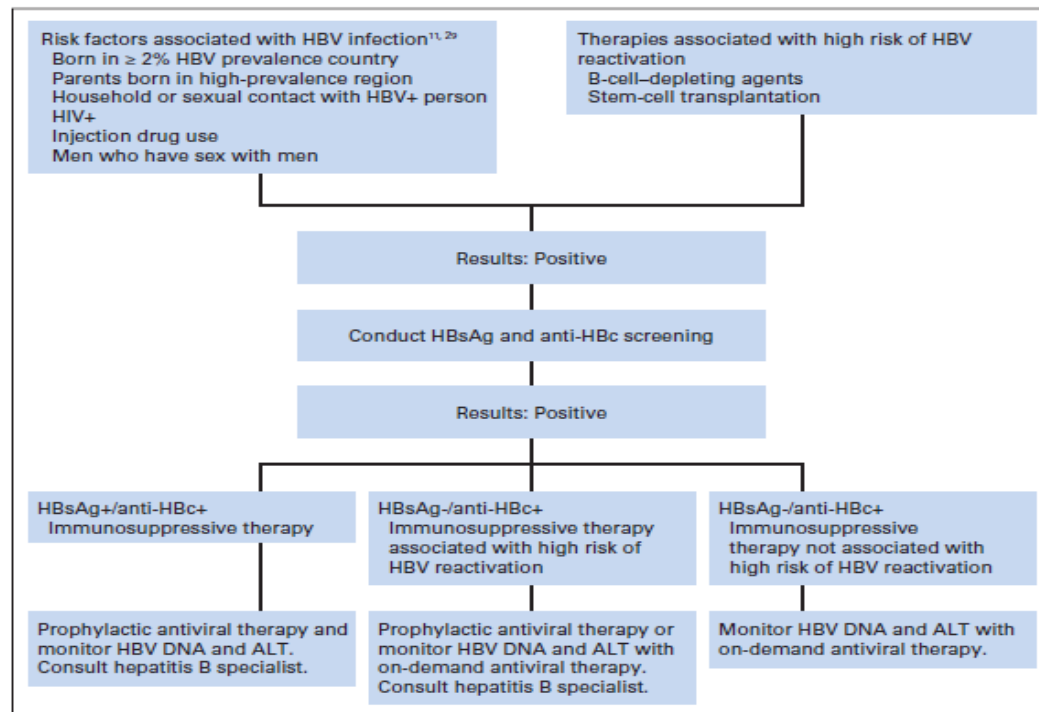 Risk factors associated with HBV infection¹¹, ²⁹
Born in ≥ 2% HBV prevalence country
Parents born in high-prevalence region
Household or sexual contact with HBV+ person
HIV+
Injection drug use
Men who have sex with men
Therapies associated with high risk of HBV
reactivation
B-cell–depleting agents
Stem-cell transplantation
Results: Positive
Conduct HBsAg and anti-HBc screening
Results: Positive
HBsAg+/anti-HBc+
Immunosuppressive therapy
HBsAg-/anti-HBc+
Immunosuppressive therapy
associated with high risk of
HBV reactivation
HBsAg-/anti-HBc+
Immunosuppressive
therapy not associated with
high risk of HBV reactivation
Prophylactic antiviral therapy and
monitor HBV DNA and ALT.
Consult hepatitis B specialist.
Prophylactic antiviral therapy or
monitor HBV DNA and ALT with
on-demand antiviral therapy.
Consult hepatitis B specialist.
Monitor HBV DNA and ALT with
on-demand antiviral therapy.